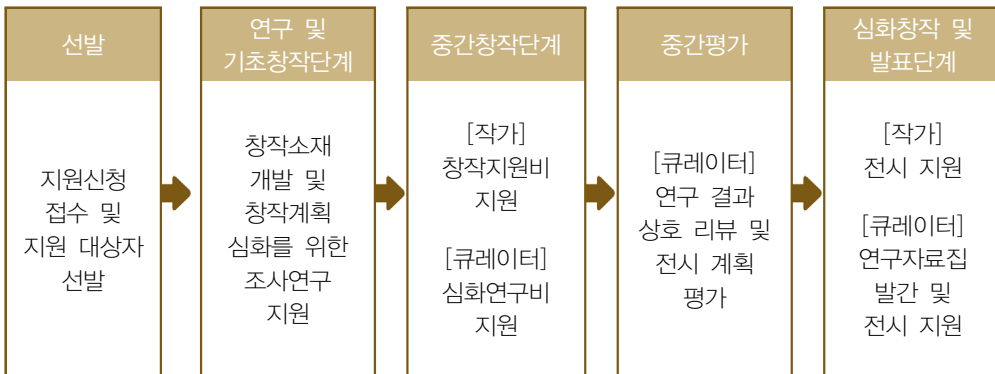 선발
지원신청
접수 및
지원 대상자
선발
연구 및
기초창작단계
창작소재
개발 및
창작계획
심화를 위한
조사연구
지원
중간창작단계
[작가]
창작지원비
지원
[큐레이터]
심화연구비
지원
중간평가
[큐레이터]
연구 결과
상호 리뷰 및
전시 계획
평가
심화창작 및
발표단계
[작가]
전시 지원
[큐레이터]
연구자료집
발간 및
전시 지원